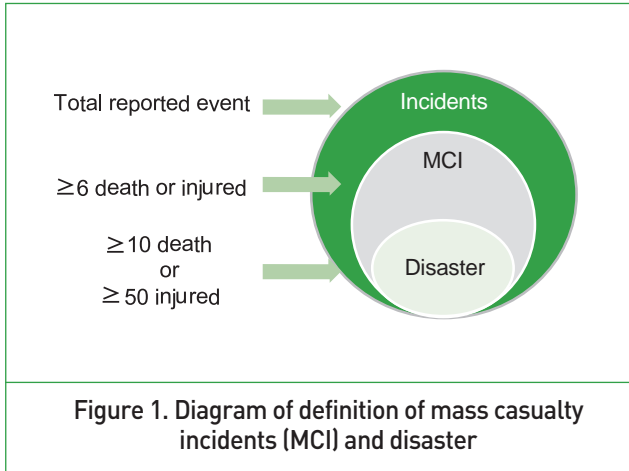 Total reported event
≥6 death or injured
≥10 death
or
≥50 injured
Incidents
MCI
Disaster
Figure 1. Diagram of definition of mass casualty
incidents (MCI) and disaster